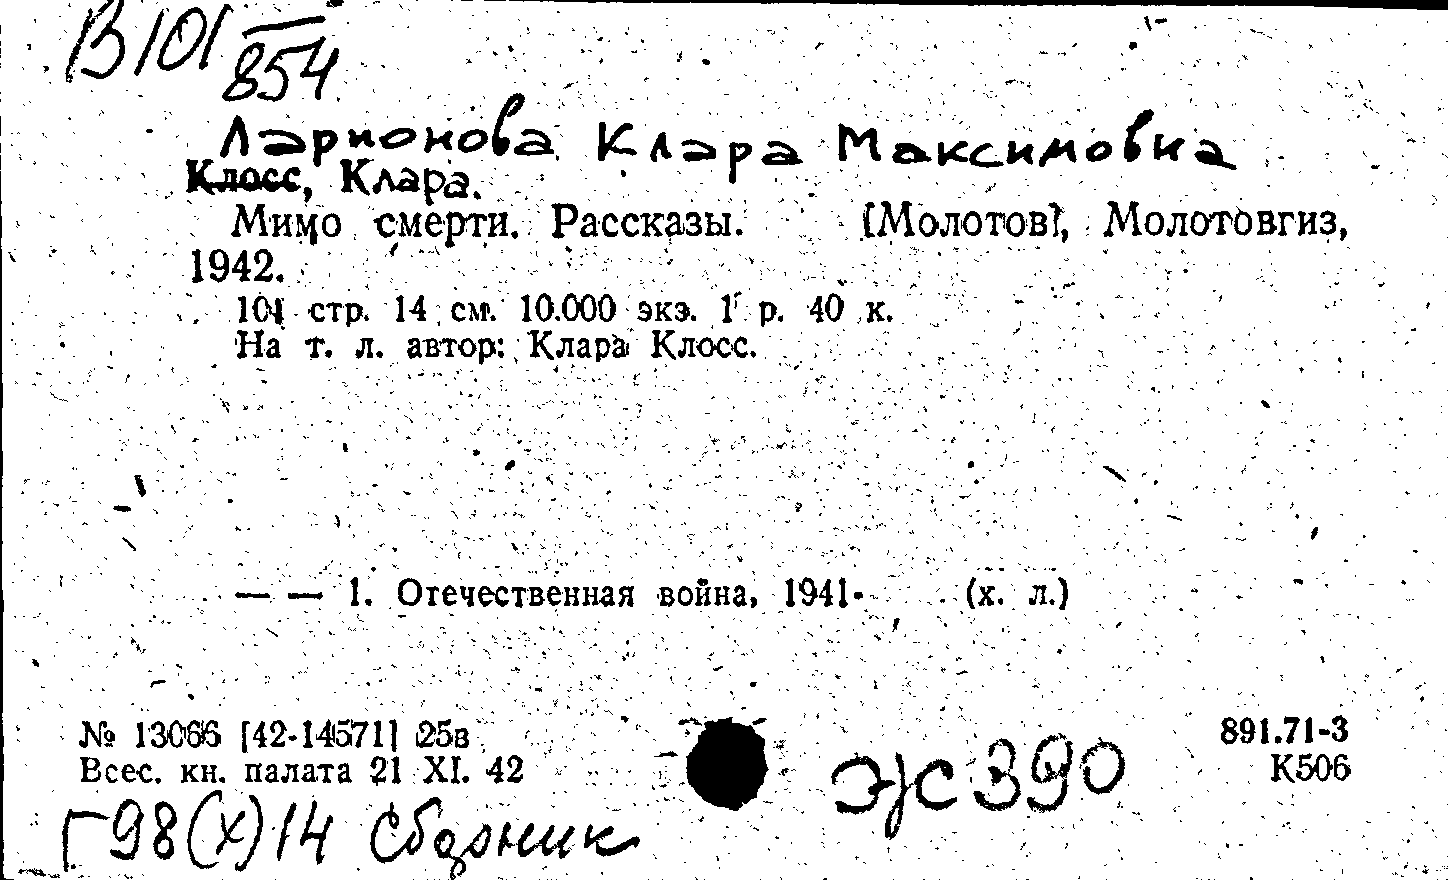 В101
854
Ларионова Клара Максимовна
Клосс, Клара.
Мимо смерти. Рассказы. [Молотов], Молотовгиз,
1942.
104 стр. 14 см. 10.000 экз. 1 р. 40 к.
На т. л. автор: Клара Клосс.
— — 1. Отечественная война, 1941- (х. л.)
№ 13066 [42-14571] 25в
Всес. кн. палата 21 XI. 42
891.71-3
К506
Ж390
Г98(X)14 Сборник